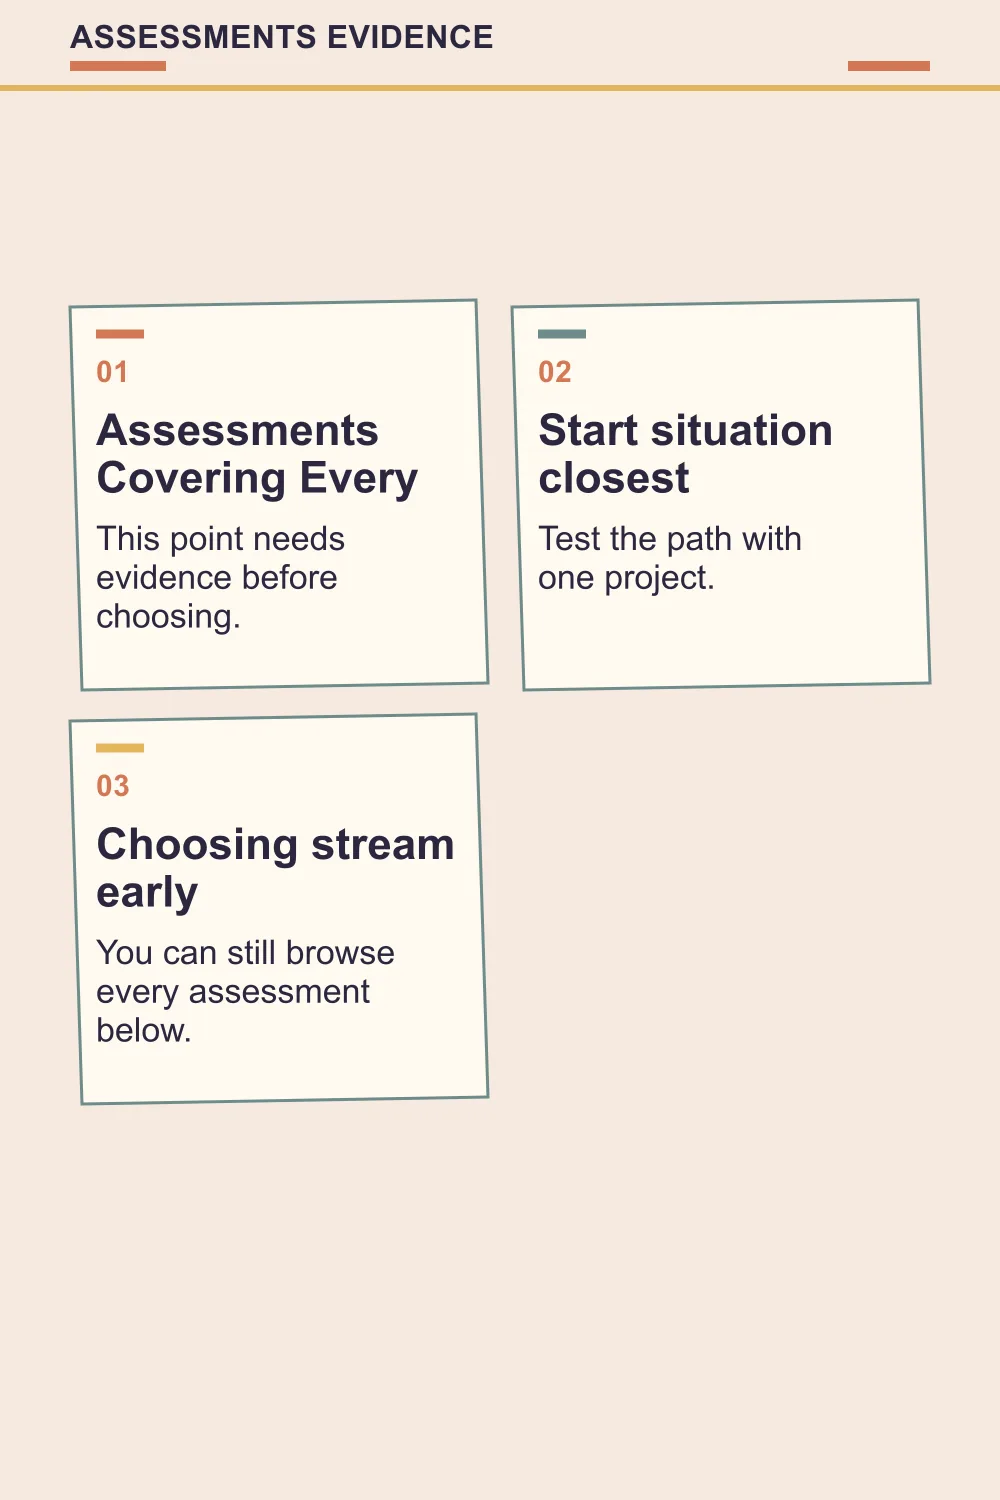 ASSESSMENTS EVIDENCE
01
Assessments
Covering Every
This point needs
evidence before
choosing.
02
Start situation
closest
Test the path with
one project.
03
Choosing stream
early
You can still browse
every assessment
below.